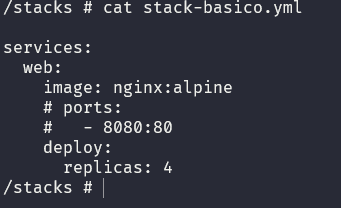 /stacks # cat stack-basico.yml

services:
  web:
    image: nginx:alpine
    # ports:
    #   - 8080:80
    deploy:
      replicas: 4
/stacks #